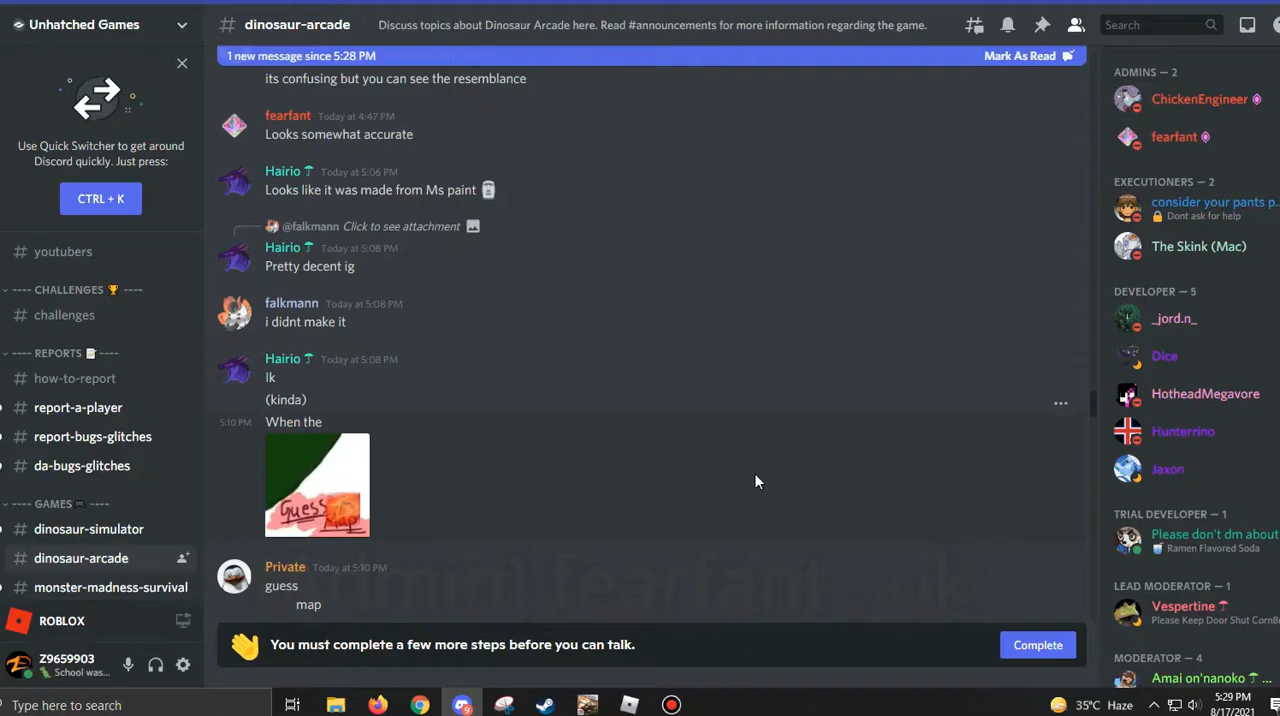 Unhatched Games
dinosaur-arcade
Discuss topics about Dinosaur Arcade here. Read #announcements for more information regarding the game.
Search
1 new message since 5:28 PM
Mark As Read
Use Quick Switcher to get around
Discord quickly. Just press:
CTRL + K
# youtubers
---- CHALLENGES 🏆 ----
# challenges
---- REPORTS 📝 ----
# how-to-report
# report-a-player
# report-bugs-glitches
# da-bugs-glitches
---- GAMES 🎮 ----
# dinosaur-simulator
# dinosaur-arcade
# monster-madness-survival
ROBLOX
Z9659903
🦖 School was...
its confusing but you can see the resemblance
fearfant Today at 4:47 PM
Looks somewhat accurate
Hairio Today at 5:06 PM
Looks like it was made from Ms paint
@falkmann Click to see attachment
Hairio Today at 5:08 PM
Pretty decent ig
falkmann Today at 5:08 PM
i didnt make it
Hairio Today at 5:08 PM
Ik
(kinda)
5:10 PM When the
Guess
Map
Private Today at 5:10 PM
guess
map
You must complete a few more steps before you can talk.
Complete
ADMINS — 2
ChickenEngineer
fearfant
EXECUTIONERS — 2
consider your pants p...
🔒 Dont ask for help
The Skink (Mac)
DEVELOPER — 5
_jord.n_
Dice
HotheadMegavore
Hunterrino
Jaxon
TRIAL DEVELOPER — 1
Please don't dm about
Ramen Flavored Soda
LEAD MODERATOR — 1
Vespertine
Please Keep Door Shut CornB
MODERATOR — 4
Amai on'nanoko ☂ ...
Type here to search
9
35°C Haze
5:29 PM
8/17/2021